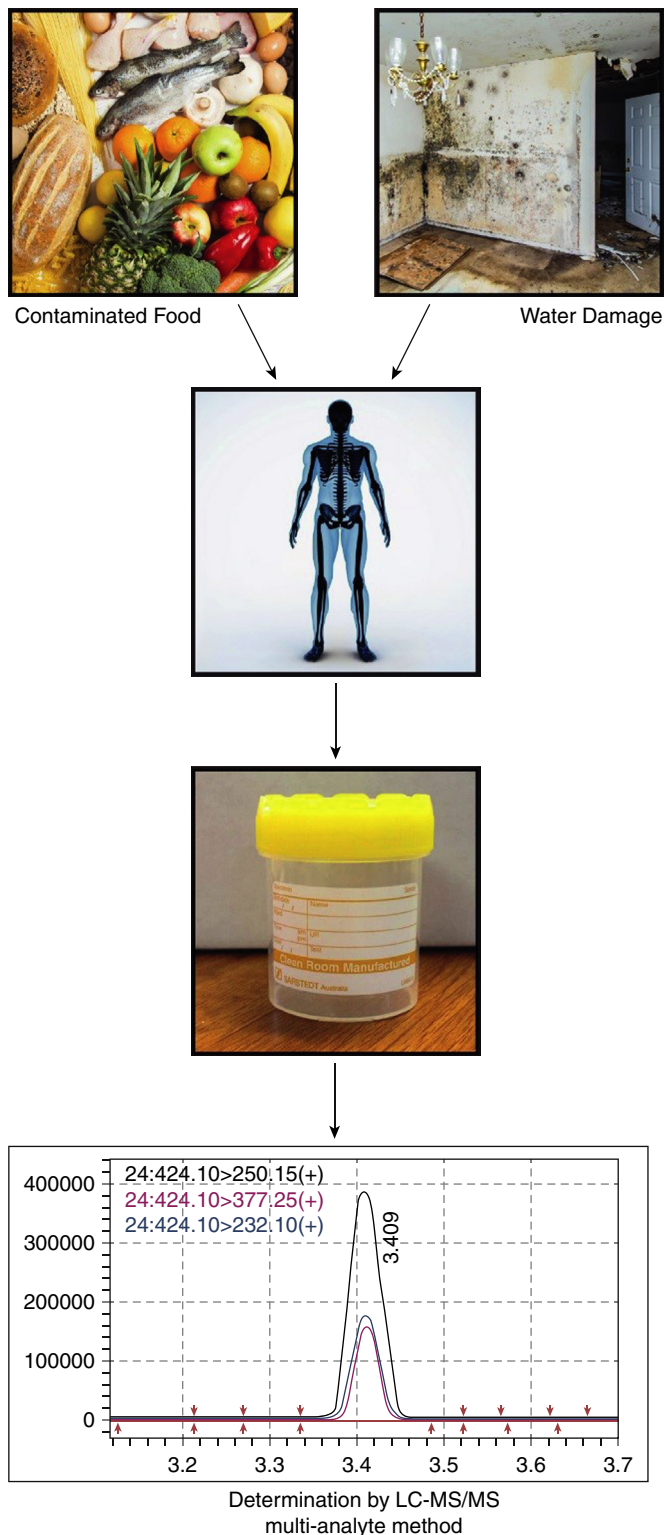 Contaminated Food
Water Damage
Name
UR
Clean Room Manufactured
SARSTEDT Australia
24:424.10>250.15(+)
24:424.10>377.25(+)
24:424.10>232.10(+)
3.409
400000
300000
200000
100000
0
3.2 3.3 3.4 3.5 3.6 3.7
Determination by LC-MS/MS
multi-analyte method